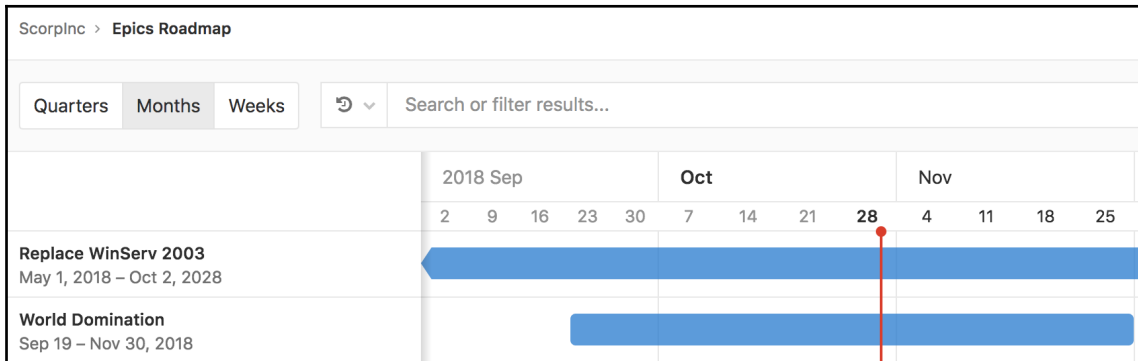 ScorpInc > Epics Roadmap
Quarters Months Weeks Search or filter results...
2018 Sep Oct Nov
2 9 16 23 30 7 14 21 28 4 11 18 25
Replace WinServ 2003
May 1, 2018 – Oct 2, 2028
World Domination
Sep 19 – Nov 30, 2018